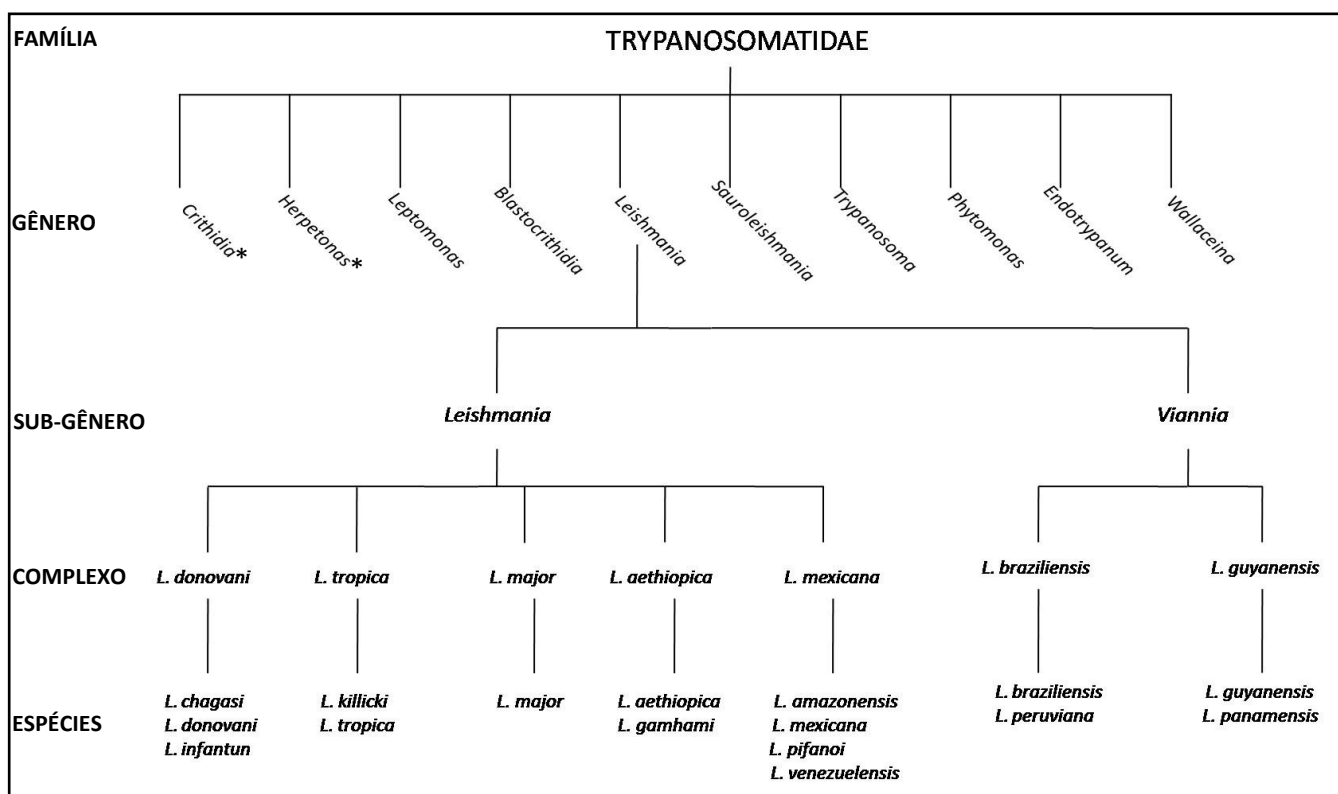 FAMÍLIA
TRYPANOSOMATIDAE
GÊNERO
Crithidia*
Herpetonas*
Leptomonas
Blastocrithidia
Leishmania
Sauroleishmania
Trypanosoma
Phytomonas
Endotrypanum
Wallaceina
SUB-GÊNERO
Leishmania
Viannia
COMPLEXO
L. donovani
L. tropica
L. major
L. aethiopica
L. mexicana
L. braziliensis
L. guyanensis
ESPÉCIES
L. chagasi
L. donovani
L. infantun
L. killicki
L. tropica
L. major
L. aethiopica
L. gamhami
L. amazonensis
L. mexicana
L. pifanoi
L. venezuelensis
L. braziliensis
L. peruviana
L. guyanensis
L. panamensis